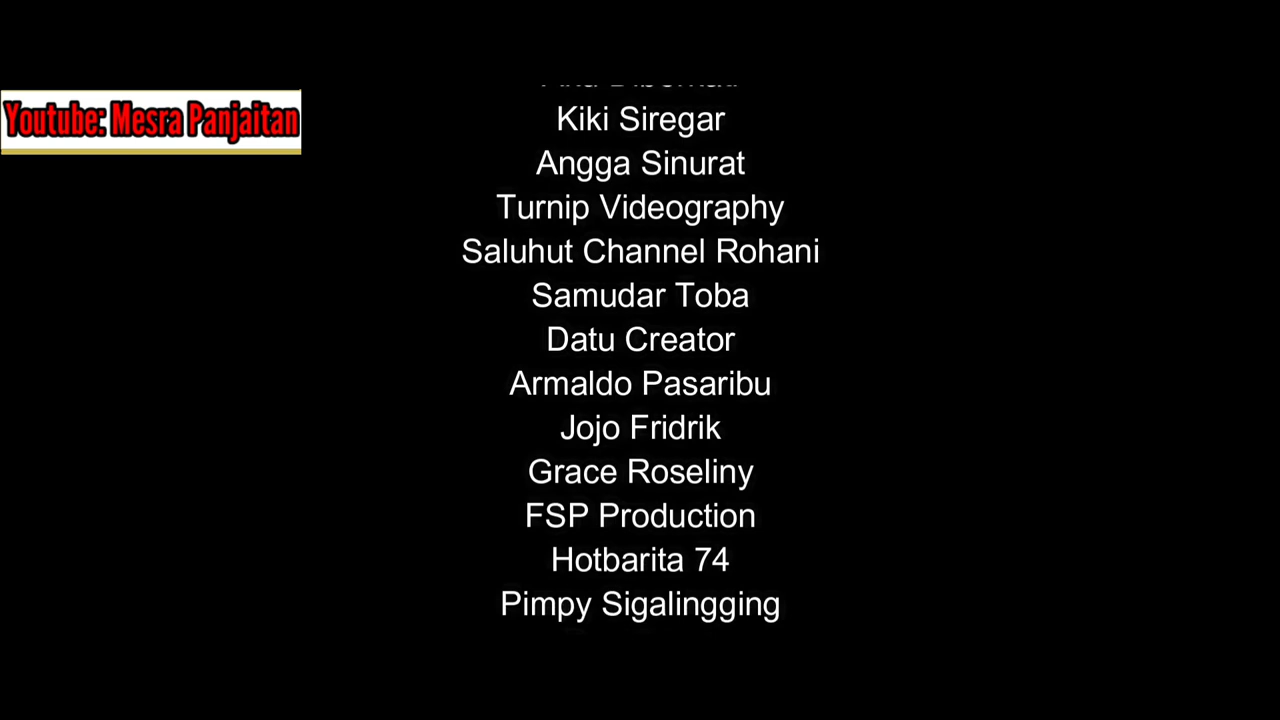 Youtube: Mesra Panjaitan
Kiki Siregar
Angga Sinurat
Turnip Videography
Saluhut Channel Rohani
Samudar Toba
Datu Creator
Armaldo Pasaribu
Jojo Fridrik
Grace Roseliny
FSP Production
Hotbarita 74
Pimpy Sigalingging